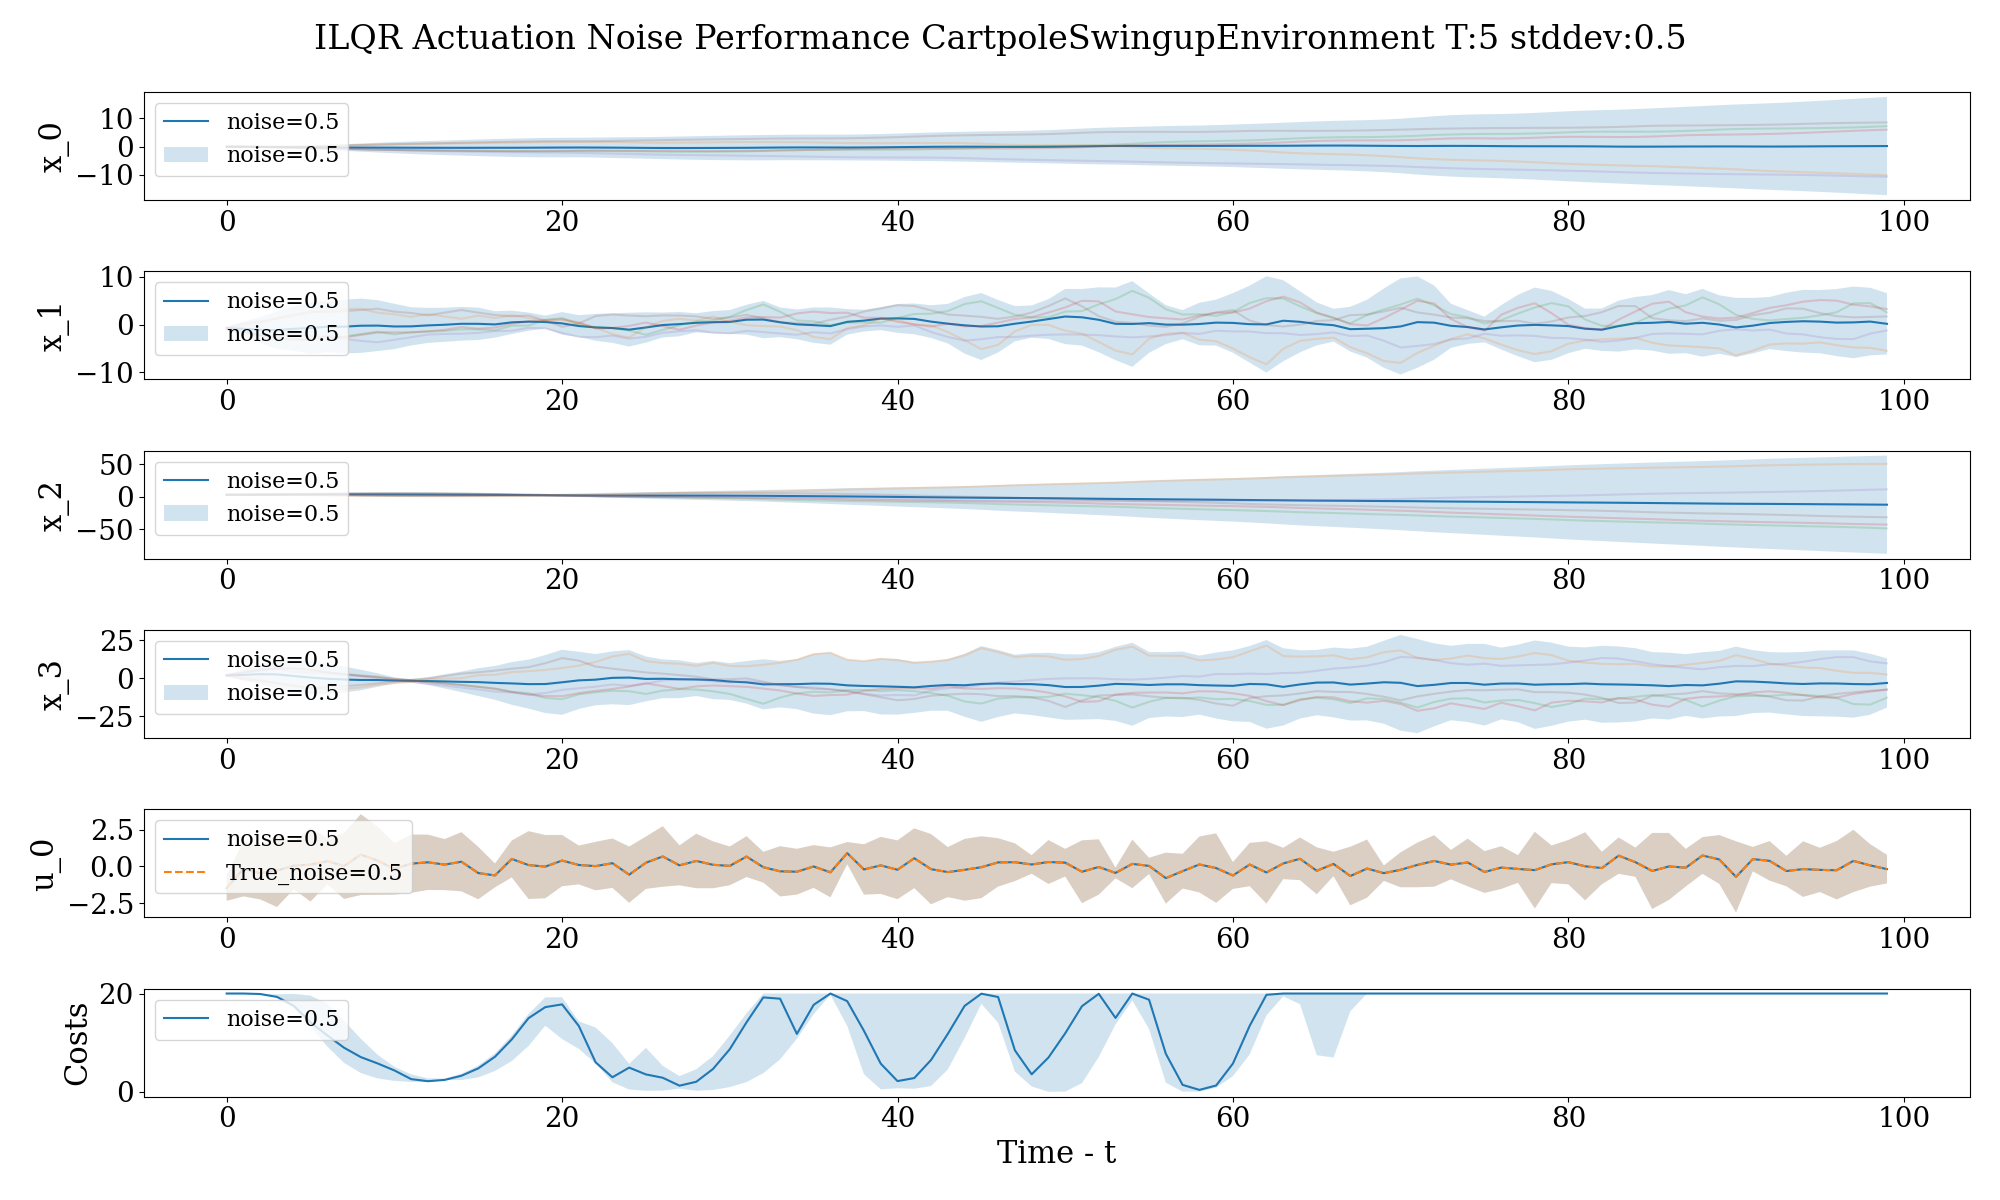 ILQR Actuation Noise Performance CartpoleSwingupEnvironment T:5 stddev:0.5
x_0
10
0
−10
noise=0.5
noise=0.5
0 20 40 60 80 100
x_1
10
0
−10
noise=0.5
noise=0.5
0 20 40 60 80 100
x_2
50
0
−50
noise=0.5
noise=0.5
0 20 40 60 80 100
x_3
25
0
−25
noise=0.5
noise=0.5
0 20 40 60 80 100
u_0
2.5
0.0
−2.5
noise=0.5
True_noise=0.5
0 20 40 60 80 100
Costs
20
0
noise=0.5
0 20 40 60 80 100
Time - t